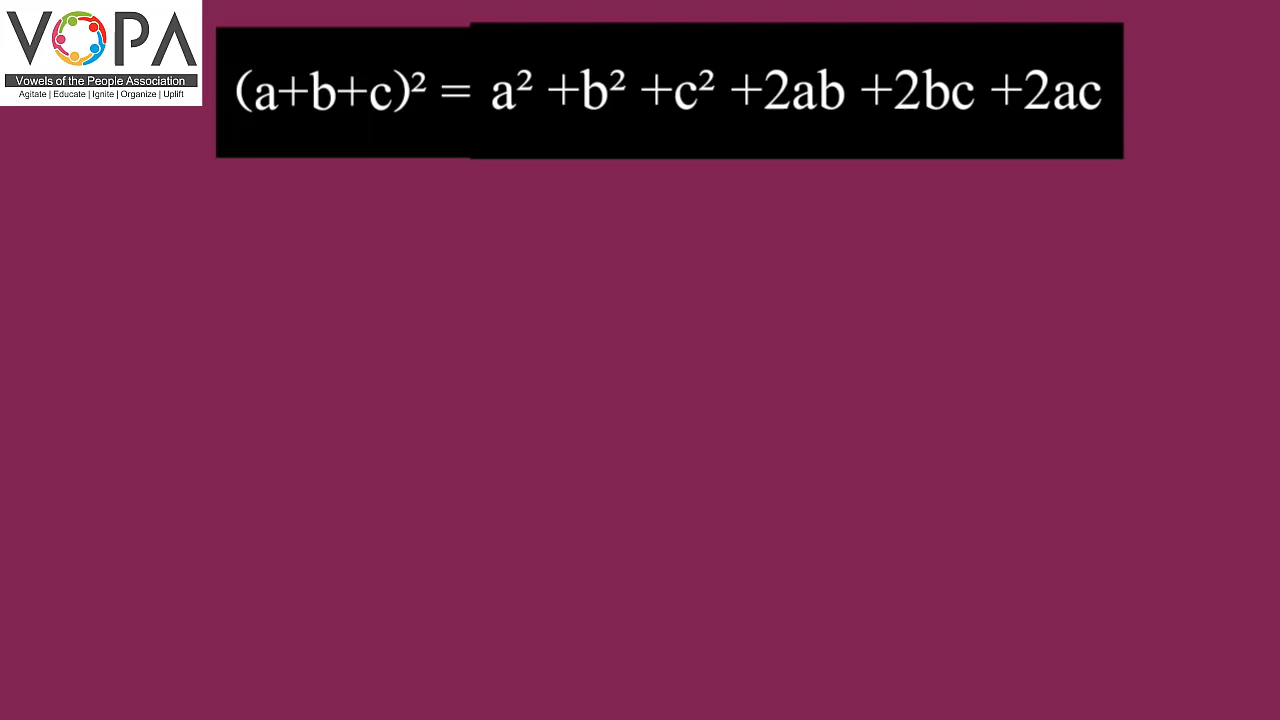 VOPA
Vowels of the People Association
Agitate | Educate | Ignite | Organize | Uplift
(a+b+c)² = a² +b² +c² +2ab +2bc +2ac